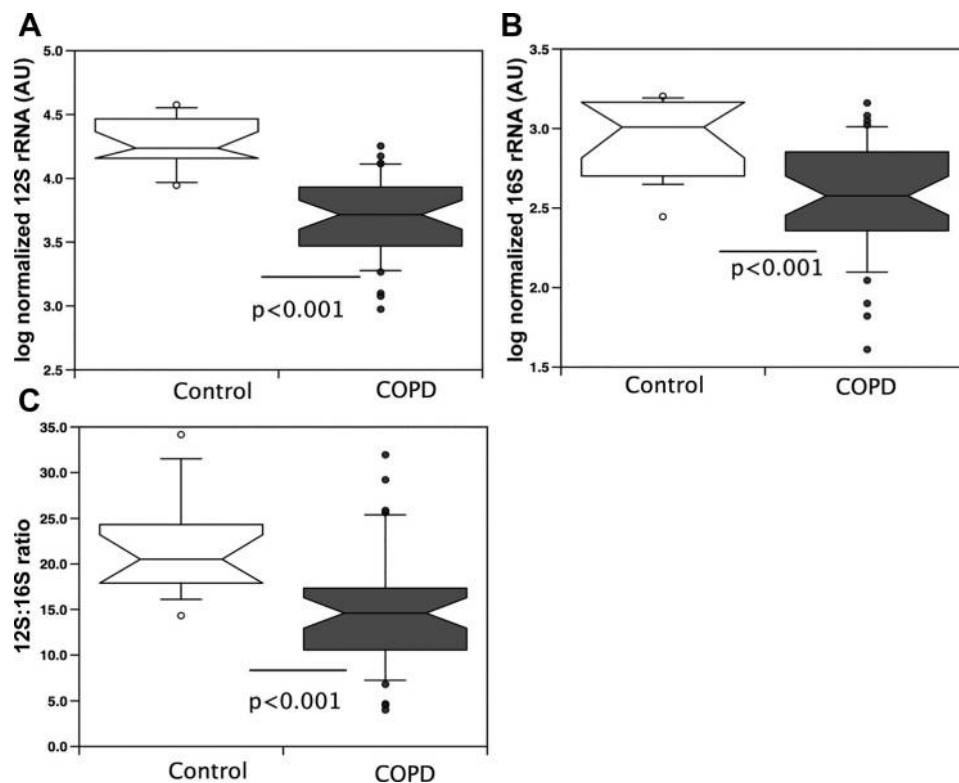 A
log normalized 12S rRNA (AU)
5.0
4.5
4.0
3.5
3.0
2.5
p<0.001
Control
COPD
B
log normalized 16S rRNA (AU)
3.5
3.0
2.5
2.0
1.5
p<0.001
Control
COPD
C
12S:16S ratio
35.0
30.0
25.0
20.0
15.0
10.0
5.0
0.0
p<0.001
Control
COPD